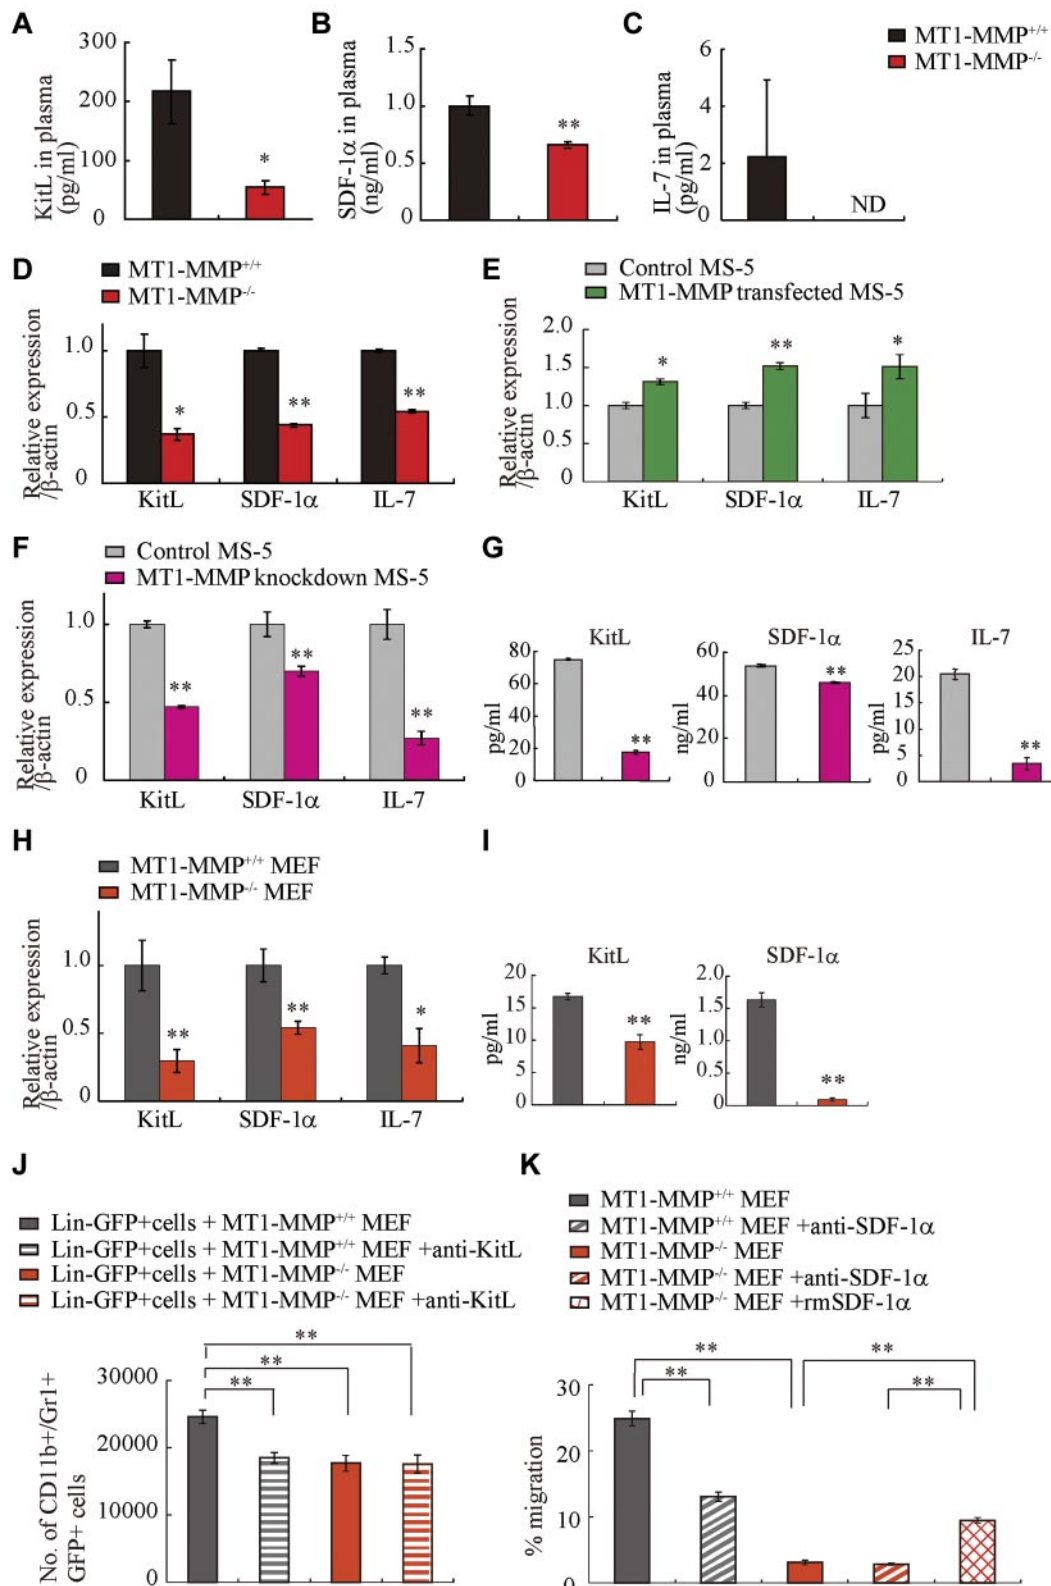 A
KitL in plasma
(pg/ml)
300
200
100
0
*
B
SDF-1α in plasma
(ng/ml)
1.5
1.0
0.5
0
**
C
IL-7 in plasma
(pg/ml)
6
4
2
0
ND
MT1-MMP+/+
MT1-MMP-/-
D
MT1-MMP+/+
MT1-MMP-/-
Relative expression
/β-actin
1.0
0.5
0
*
**
**
KitL
SDF-1α
IL-7
E
Control MS-5
MT1-MMP transfected MS-5
Relative expression
/β-actin
2.0
1.5
1.0
0.5
0
*
**
*
KitL
SDF-1α
IL-7
F
Control MS-5
MT1-MMP knockdown MS-5
Relative expression
/β-actin
1.0
0.5
0
**
**
**
KitL
SDF-1α
IL-7
G
KitL
pg/ml
80
60
40
20
0
**
SDF-1α
ng/ml
60
40
20
0
**
IL-7
pg/ml
25
20
15
10
5
0
**
H
MT1-MMP+/+ MEF
MT1-MMP-/- MEF
Relative expression
/β-actin
1.0
0.5
0
**
**
*
KitL
SDF-1α
IL-7
I
KitL
pg/ml
20
15
10
5
0
**
SDF-1α
ng/ml
2.0
1.5
1.0
0.5
0
**
J
Lin-GFP+cells + MT1-MMP+/+ MEF
Lin-GFP+cells + MT1-MMP+/+ MEF +anti-KitL
Lin-GFP+cells + MT1-MMP-/- MEF
Lin-GFP+cells + MT1-MMP-/- MEF +anti-KitL
No. of CD11b+/Gr1+
GFP+ cells
30000
20000
10000
0
**
**
**
K
MT1-MMP+/+ MEF
MT1-MMP+/+ MEF +anti-SDF-1α
MT1-MMP-/- MEF
MT1-MMP-/- MEF +anti-SDF-1α
MT1-MMP-/- MEF +rmSDF-1α
% migration
30
20
10
0
**
**
**
**